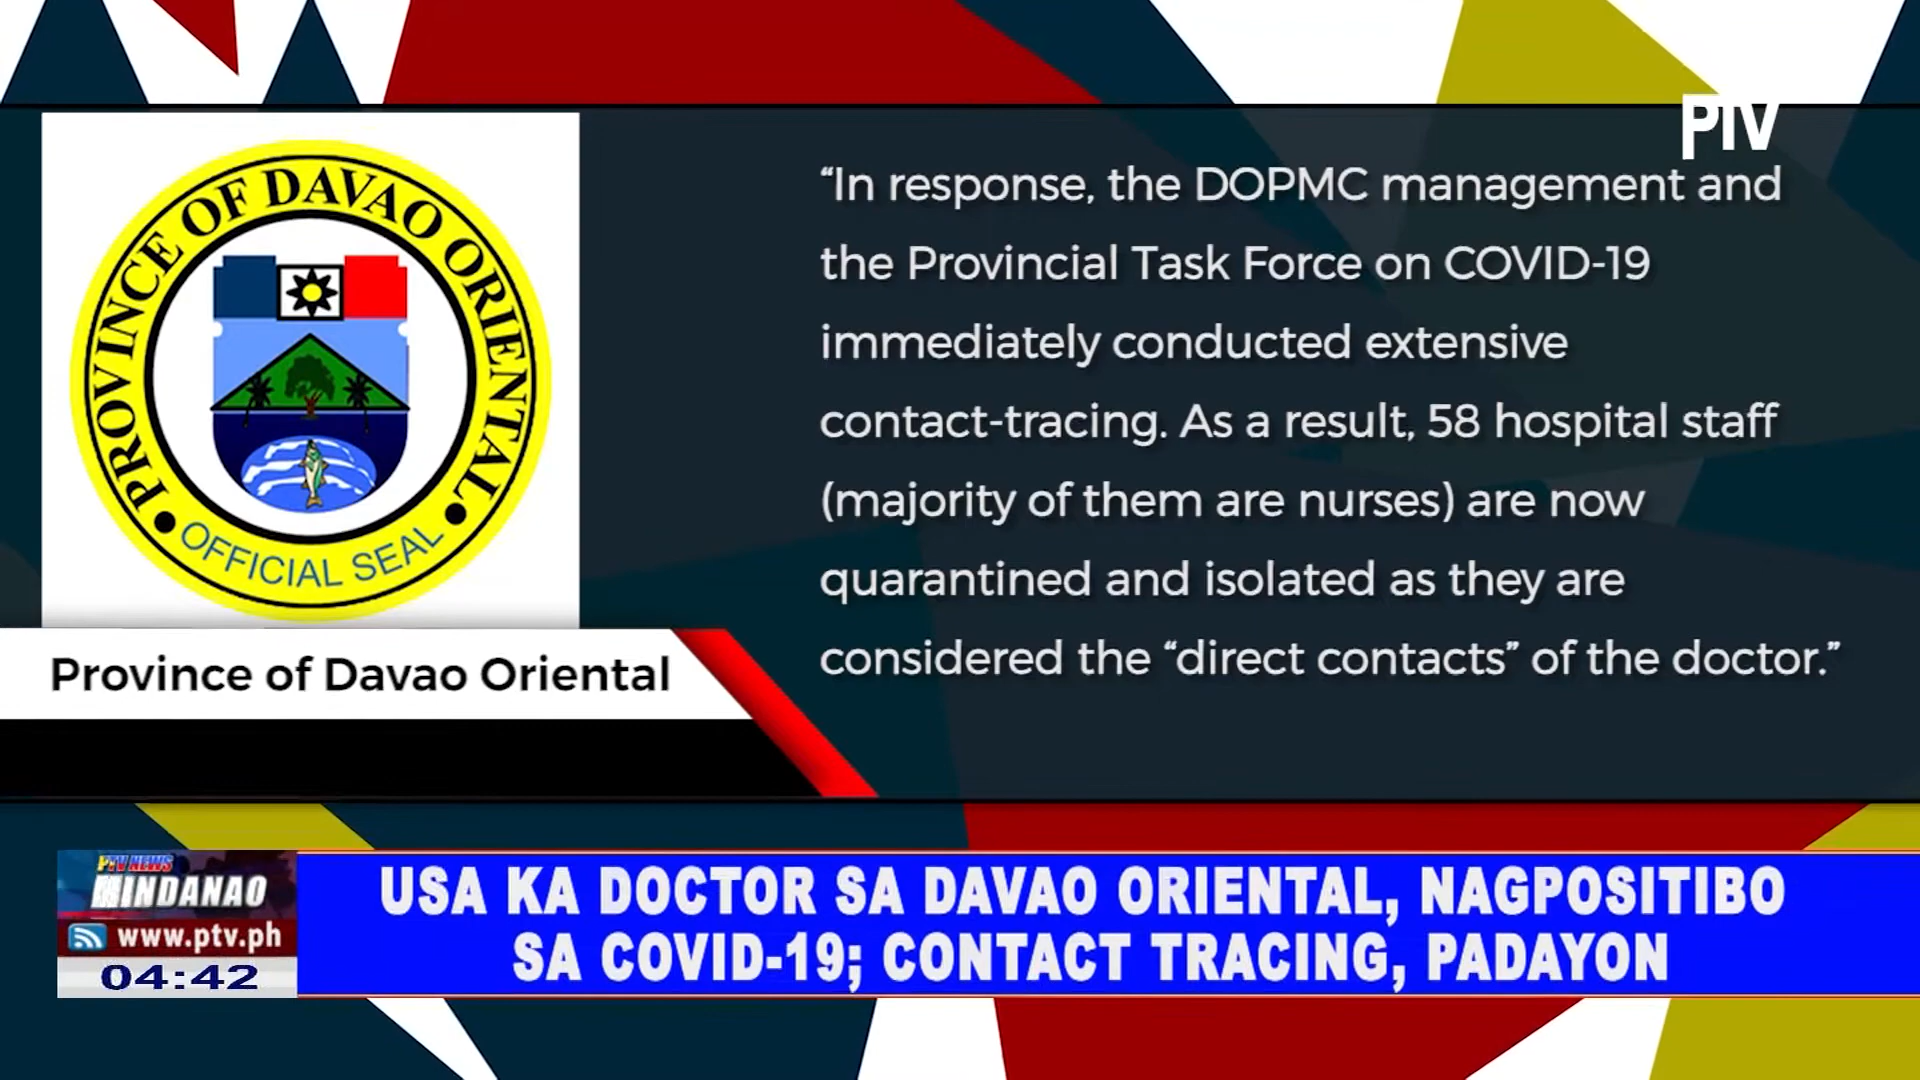 PTV
“In response, the DOPMC management and
the Provincial Task Force on COVID-19
immediately conducted extensive
contact-tracing. As a result, 58 hospital staff
(majority of them are nurses) are now
quarantined and isolated as they are
considered the “direct contacts” of the doctor.”
PROVINCE OF DAVAO ORIENTAL
OFFICIAL SEAL
Province of Davao Oriental
PTV NEWS
MINDANAO
www.ptv.ph
04:42
USA KA DOCTOR SA DAVAO ORIENTAL, NAGPOSITIBO
SA COVID-19; CONTACT TRACING, PADAYON